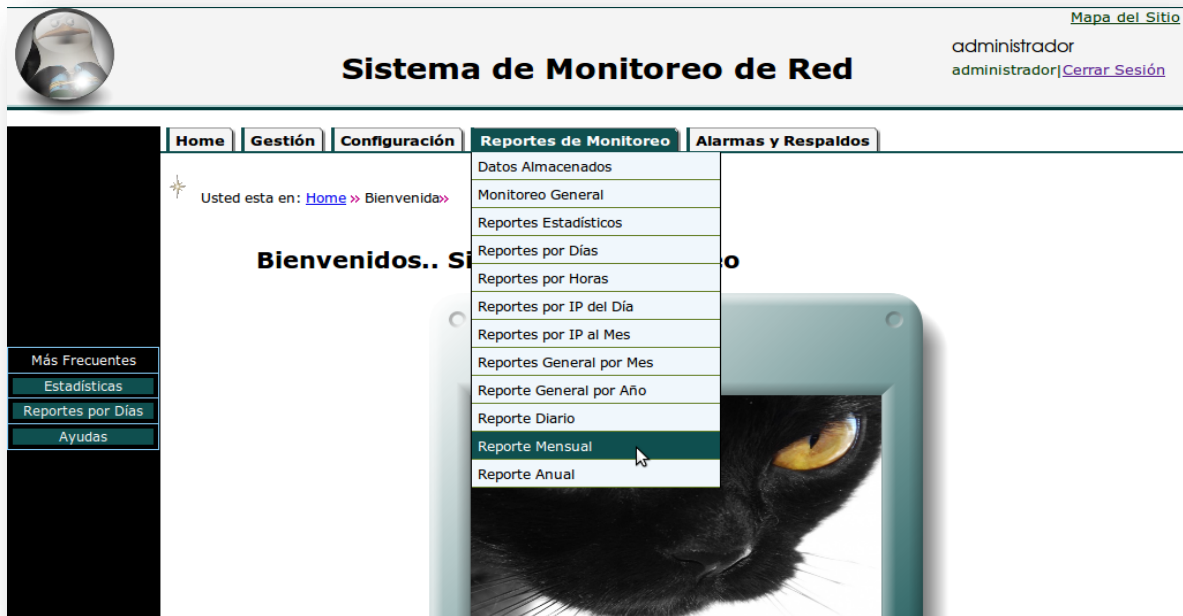 Mapa del Sitio
administrador
Sistema de Monitoreo de Red
administrador|Cerrar Sesión
Home Gestión Configuración Reportes de Monitoreo Alarmas y Respaldos
Usted esta en: Home » Bienvenida»
Bienvenidos.. Si o
Datos Almacenados
Monitoreo General
Reportes Estadísticos
Reportes por Días
Reportes por Horas
Reportes por IP del Día
Reportes por IP al Mes
Reportes General por Mes
Reporte General por Año
Reporte Diario
Reporte Mensual
Reporte Anual
Más Frecuentes
Estadísticas
Reportes por Días
Ayudas